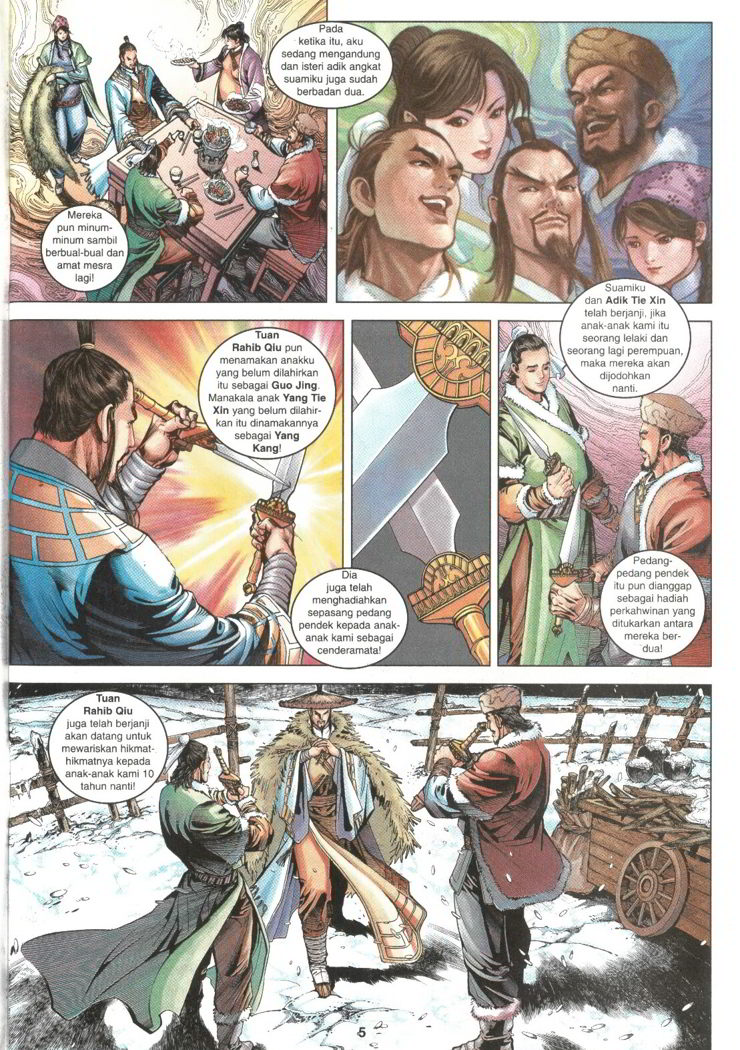 Pada
ketika itu, aku
sedang mengandung
dan isteri adik angkat
suamiku juga sudah
berbadan dua.
Mereka
pun minum-
minum sambil
berbual-bual dan
amat mesra
lagi!
Tuan
Rahib Qiu pun
menamakan anakku
yang belum dilahirkan
itu sebagai Guo Jing.
Manakala anak Yang Tie
Xin yang belum dilahir-
kan itu dinamakannya
sebagai Yang
Kang!
Dia
juga telah
menghadiahkan
sepasang pedang
pendek kepada anak-
anak kami sebagai
cenderamata!
Suamiku
dan Adik Tie Xin
telah berjanji, jika
anak-anak kami itu
seorang lelaki dan
seorang lagi perempuan,
maka mereka akan
dijodohkan
nanti.
Pedang-
pedang pendek
itu pun dianggap
sebagai hadiah
perkahwinan yang
ditukarkan antara
mereka ber-
dua!
Tuan
Rahib Qiu
juga telah berjanji
akan datang untuk
mewariskan hikmat-
hikmatnya kepada
anak-anak kami 10
tahun nanti!
5